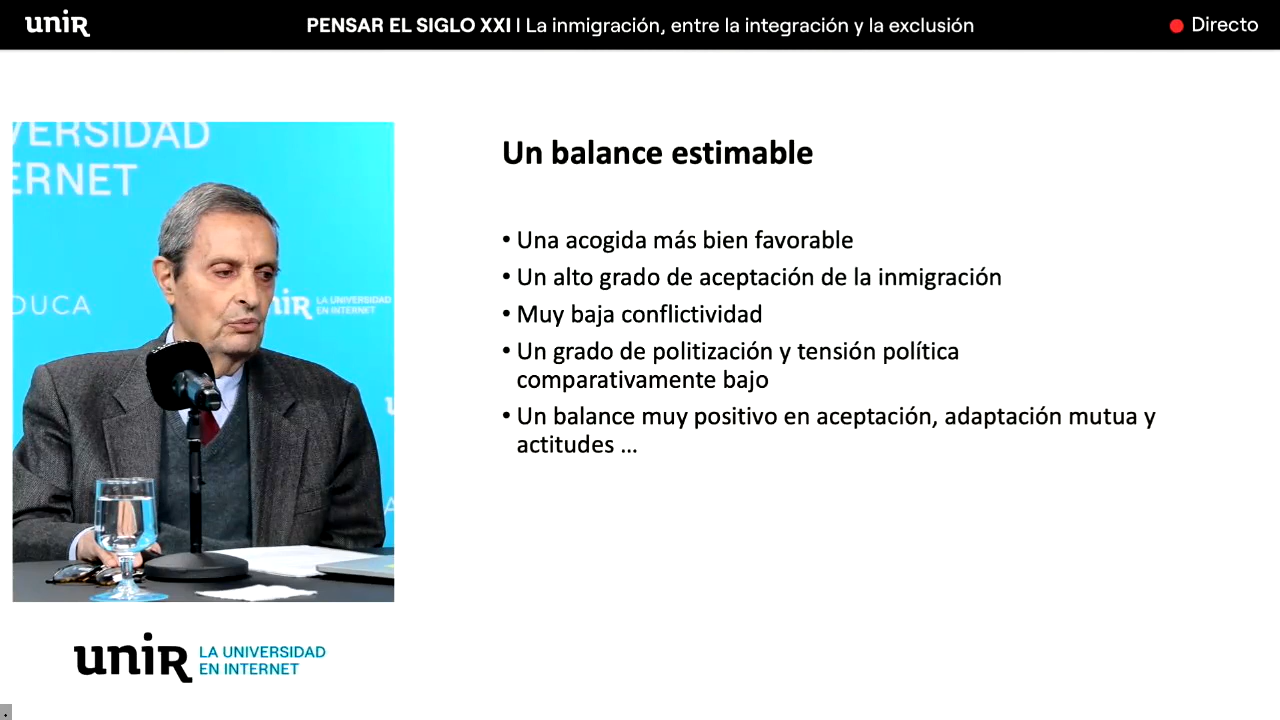 unir
PENSAR EL SIGLO XXI | La inmigración, entre la integración y la exclusión
Directo
VERSIDAD
ERNET
DUCA
unir LA UNIVERSIDAD
EN INTERNET
Un balance estimable
• Una acogida más bien favorable
• Un alto grado de aceptación de la inmigración
• Muy baja conflictividad
• Un grado de politización y tensión política
comparativamente bajo
• Un balance muy positivo en aceptación, adaptación mutua y
actitudes ...
unir LA UNIVERSIDAD
EN INTERNET